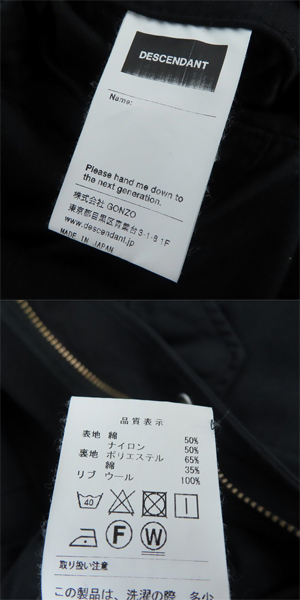 DESCENDANT
Name:
Please hand me down to
the next generation.
株式会社 GONZO
東京都目黒区青葉台3-1-8 1F
www.descendant.jp
MADE IN JAPAN
品質表示
表地 綿 50%
ナイロン 50%
裏地 ポリエステル 65%
綿 35%
リブ ウール 100%
40
F W
取り扱い注意
この製品は、洗濯の際 多少